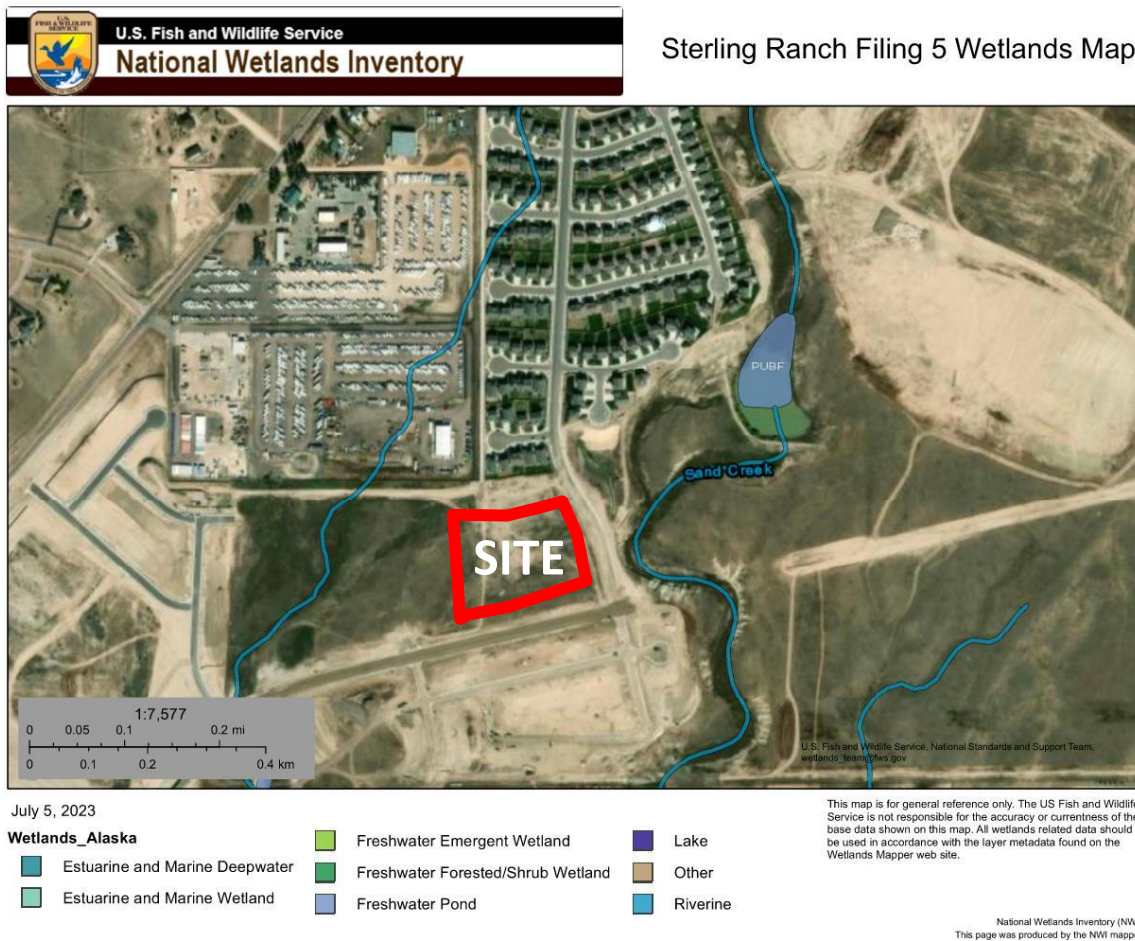 U.S.
FISH & WILDLIFE
SERVICE
U.S. Fish and Wildlife Service
National Wetlands Inventory
Sterling Ranch Filing 5 Wetlands Map
PUBF
Sand Creek
SITE
1:7,577
0 0.05 0.1 0.2 mi
0 0.1 0.2 0.4 km
U.S. Fish and Wildlife Service, National Standards and Support Team,
wetlands_team@fws.gov
July 5, 2023
This map is for general reference only. The US Fish and Wildlife
Service is not responsible for the accuracy or currentness of the
base data shown on this map. All wetlands related data should
be used in accordance with the layer metadata found on the
Wetlands Mapper web site.
Wetlands_Alaska
Estuarine and Marine Deepwater
Estuarine and Marine Wetland
Freshwater Emergent Wetland
Freshwater Forested/Shrub Wetland
Freshwater Pond
Lake
Other
Riverine
National Wetlands Inventory (NW
This page was produced by the NWI mappe